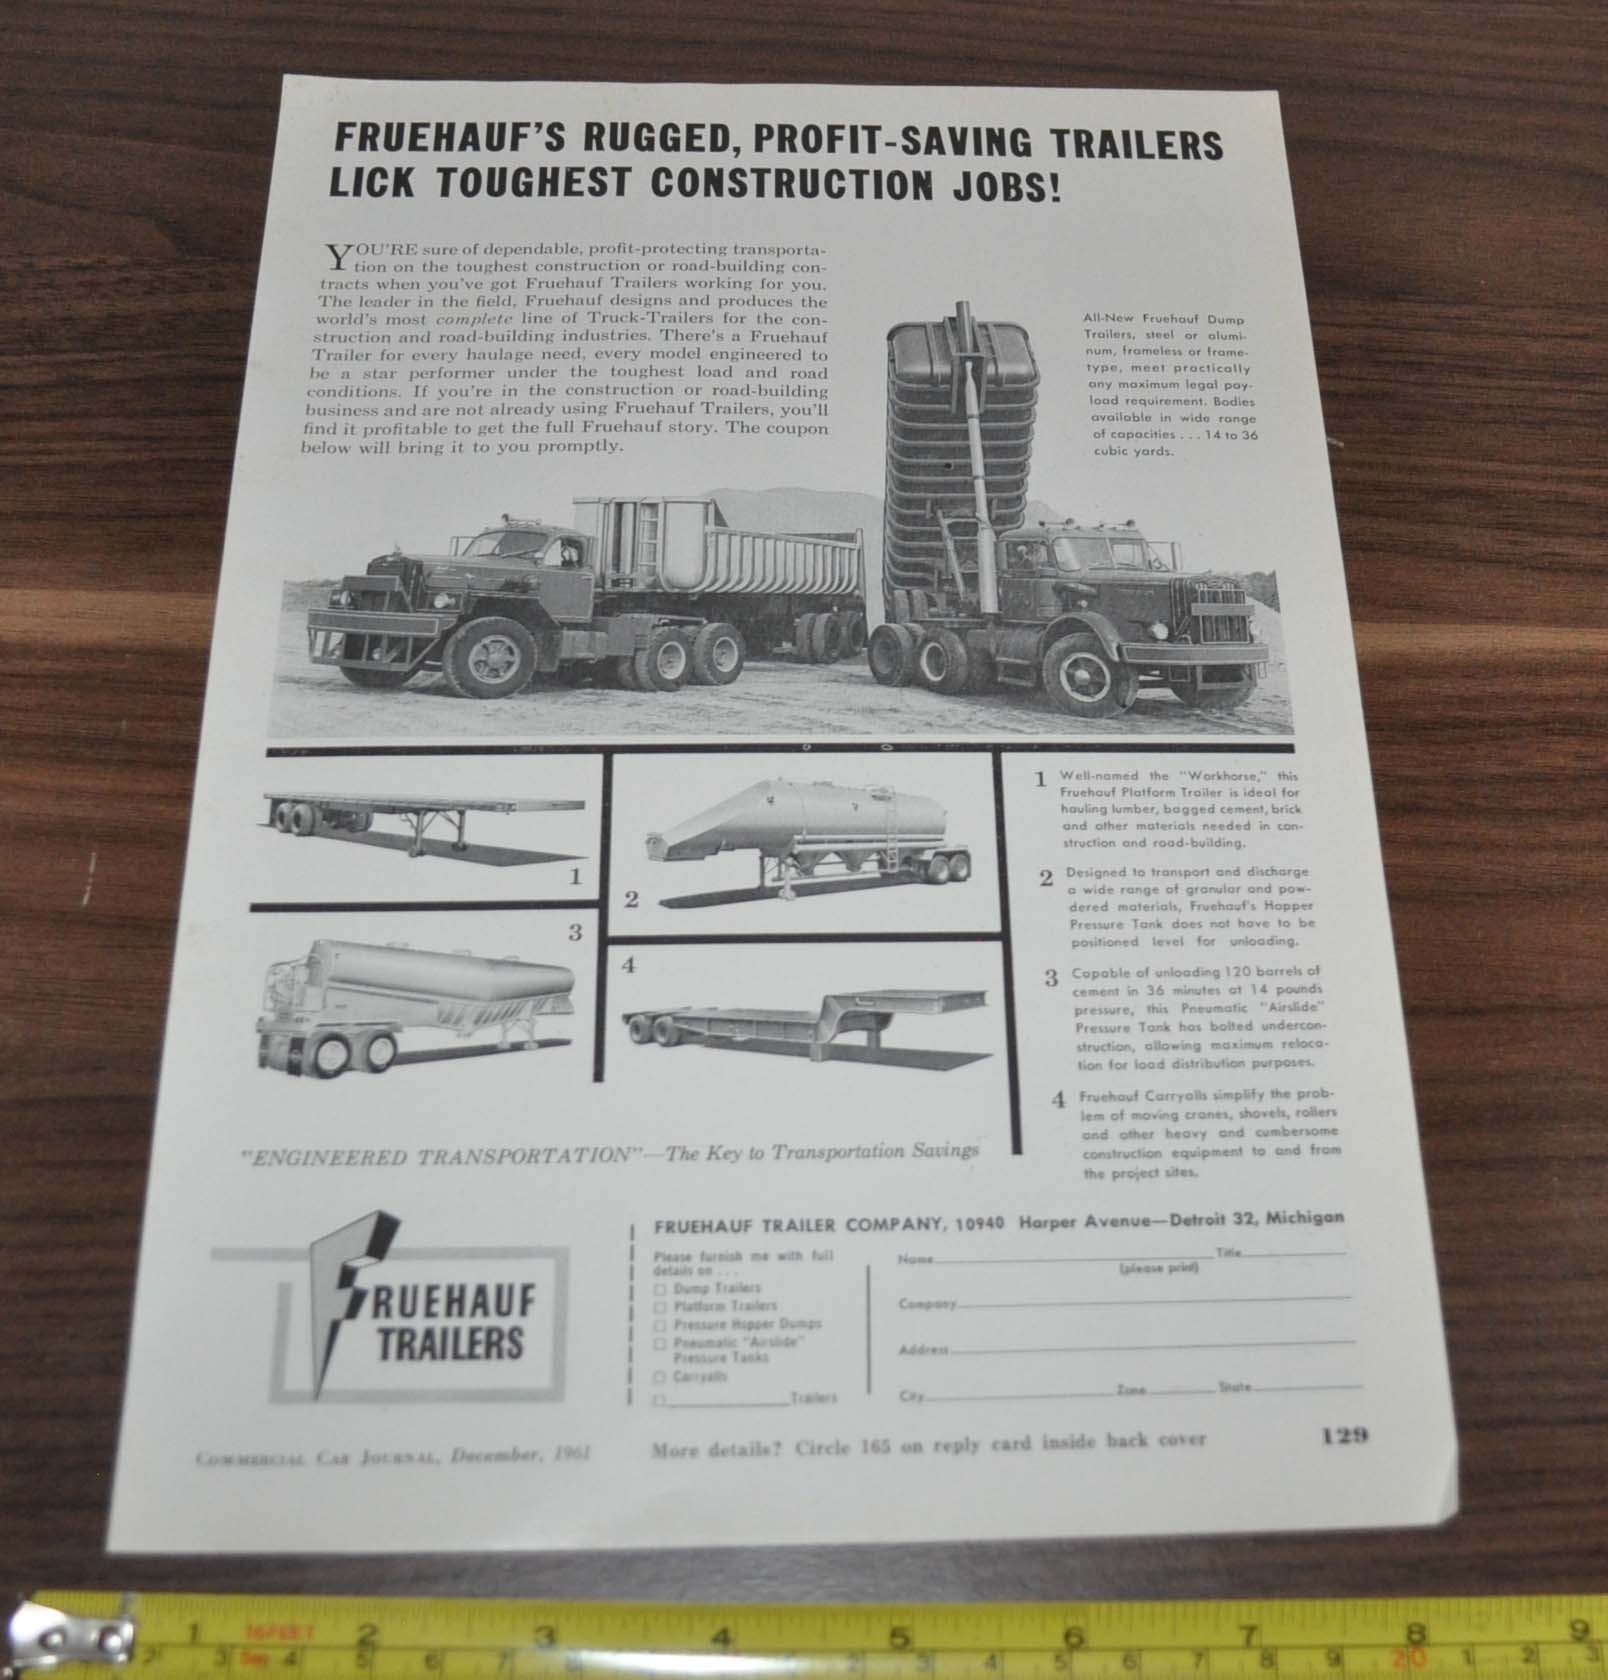 FRUEHAUF'S RUGGED, PROFIT-SAVING TRAILERS
LICK TOUGHEST CONSTRUCTION JOBS!
YOU'RE sure of dependable, profit-protecting transporta-
tion on the toughest construction or road-building con-
tracts when you've got Fruehauf Trailers working for you.
The leader in the field, Fruehauf designs and produces the
world's most complete line of Truck-Trailers for the con-
struction and road-building industries. There's a Fruehauf
Trailer for every haulage need, every model engineered to
be a star performer under the toughest load and road
conditions. If you're in the construction or road-building
business and are not already using Fruehauf Trailers, you'll
find it profitable to get the full Fruehauf story. The coupon
below will bring it to you promptly.
All-New Fruehauf Dump
Trailers, steel or alumi-
num, frameless or frame-
type, meet practically
any maximum legal pay-
load requirement. Bodies
available in wide range
of capacities . . . 14 to 36
cubic yards.
1
2
3
4
1 Well-named the "Workhorse," this
Fruehauf Platform Trailer is ideal for
hauling lumber, bagged cement, brick
and other materials needed in con-
struction and road-building.
2 Designed to transport and discharge
a wide range of granular and pow-
dered materials, Fruehauf's Hopper
Pressure Tank does not have to be
positioned level for unloading.
3 Capable of unloading 120 barrels of
cement in 36 minutes at 14 pounds
pressure, this Pneumatic "Airslide"
Pressure Tank has bolted undercon-
struction, allowing maximum reloca-
tion for load distribution purposes.
4 Fruehauf Carryalls simplify the prob-
lem of moving cranes, shovels, rollers
and other heavy and cumbersome
construction equipment to and from
the project sites.
"ENGINEERED TRANSPORTATION"—The Key to Transportation Savings
FRUEHAUF
TRAILERS
FRUEHAUF TRAILER COMPANY, 10940 Harper Avenue—Detroit 32, Michigan
Please furnish me with full
details on . . .
Dump Trailers
Platform Trailers
Pressure Hopper Dumps
Pneumatic "Airslide"
Pressure Tanks
Carryalls
Trailers
Name Title
(please print)
Company
Address
City Zone State
COMMERCIAL CAR JOURNAL, December, 1961
More details? Circle 165 on reply card inside back cover
129
1 16FEET 2 3 4 5 6 7 8 9